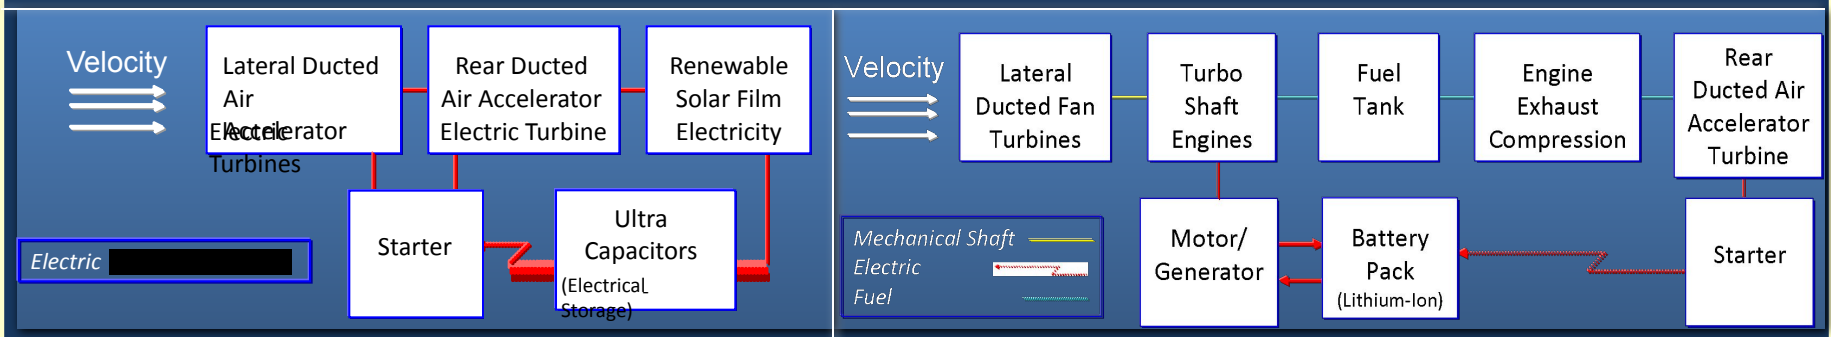 Velocity
Lateral Ducted
Air
Accelerator
Electric
Turbines
Rear Ducted
Air Accelerator
Electric Turbine
Renewable
Solar Film
Electricity
Starter
Ultra
Capacitors
(Electrical
Storage)
Electric
Velocity
Lateral
Ducted Fan
Turbines
Turbo
Shaft
Engines
Fuel
Tank
Engine
Exhaust
Compression
Rear
Ducted Air
Accelerator
Turbine
Mechanical Shaft
Electric
Fuel
Motor/
Generator
Battery
Pack
(Lithium-Ion)
Starter